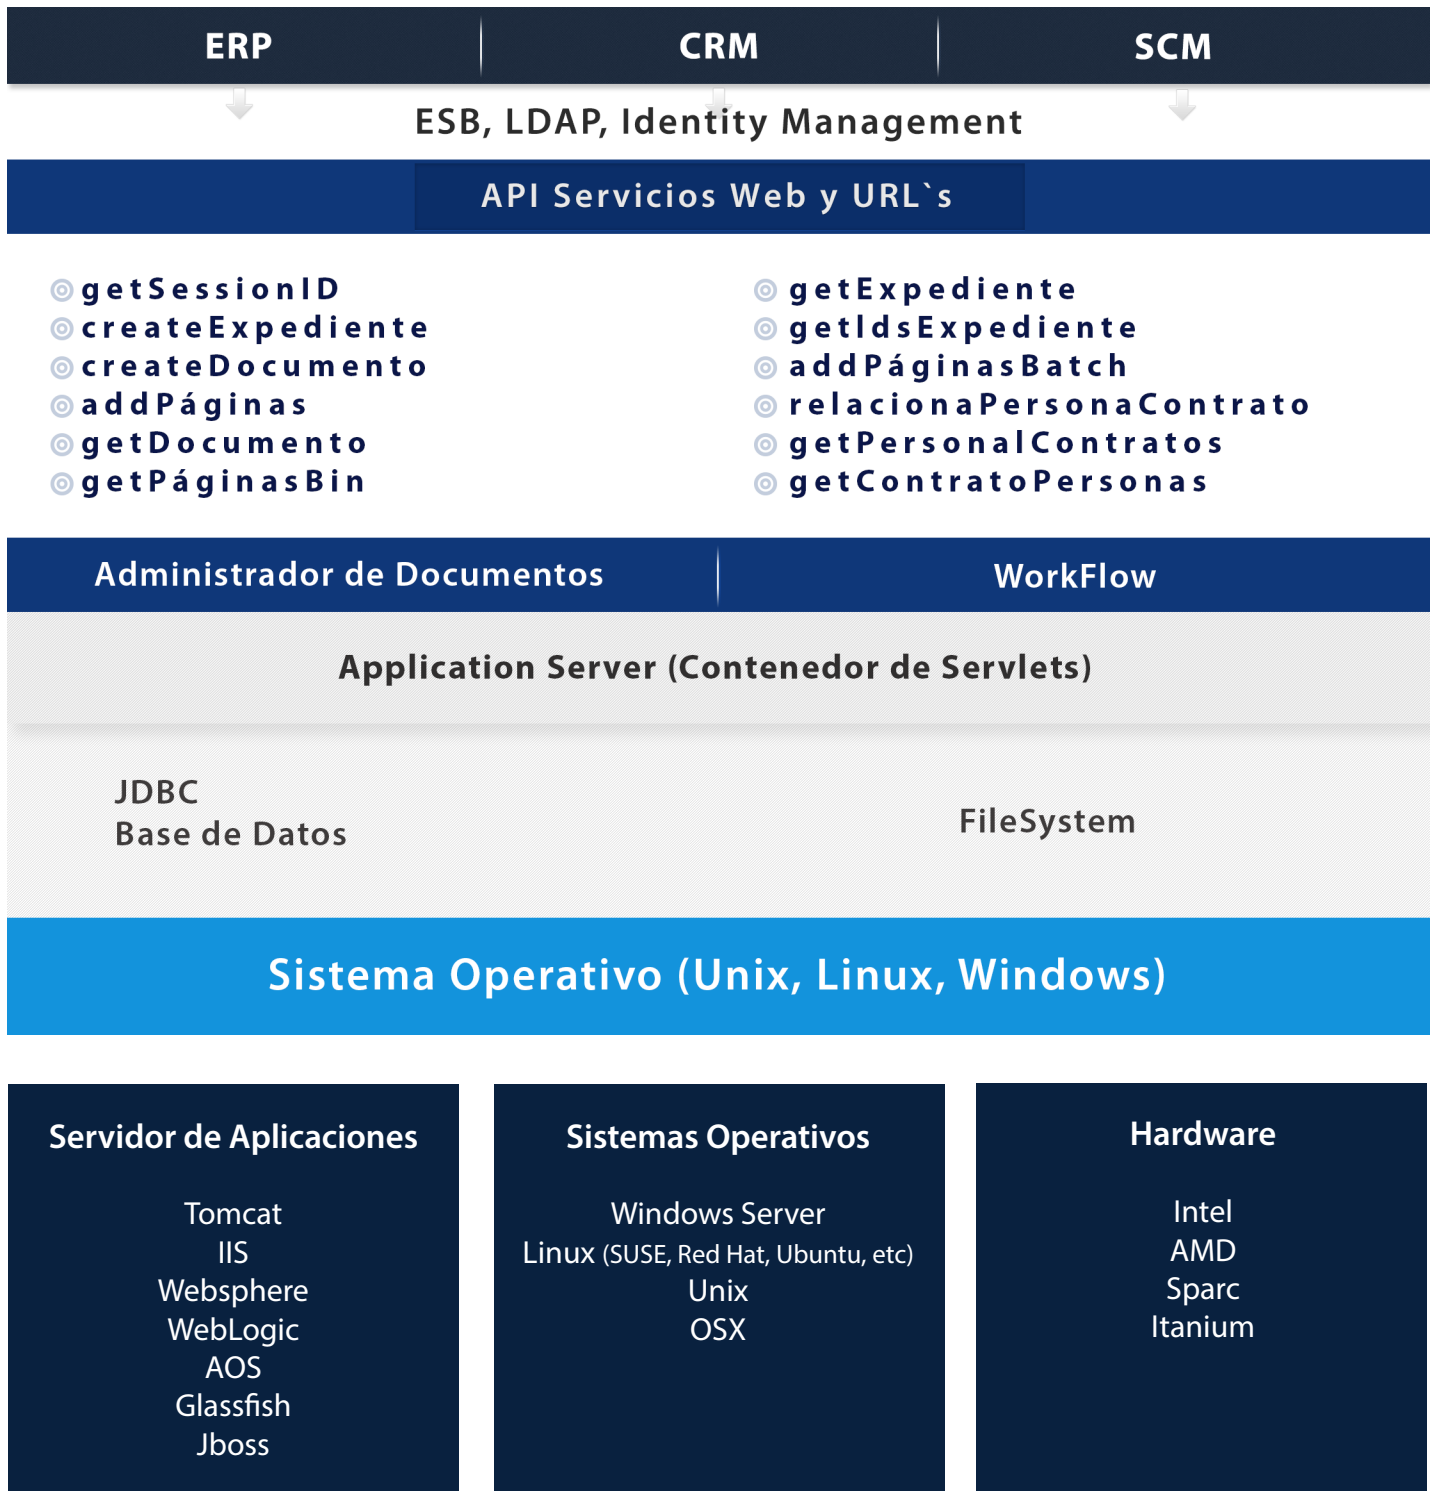 ERP
CRM
SCM
ESB, LDAP, Identity Management
API Servicios Web y URL`s
getSessionID
createExpediente
createDocumento
addPáginas
getDocumento
getPáginasBin
getExpediente
getIdsExpediente
addPáginasBatch
relacionaPersonaContrato
getPersonalContratos
getContratoPersonas
Administrador de Documentos
WorkFlow
Application Server (Contenedor de Servlets)
JDBC
Base de Datos
FileSystem
Sistema Operativo (Unix, Linux, Windows)
Servidor de Aplicaciones
Tomcat
IIS
Websphere
WebLogic
AOS
Glassfish
Jboss
Sistemas Operativos
Windows Server
Linux (SUSE, Red Hat, Ubuntu, etc)
Unix
OSX
Hardware
Intel
AMD
Sparc
Itanium